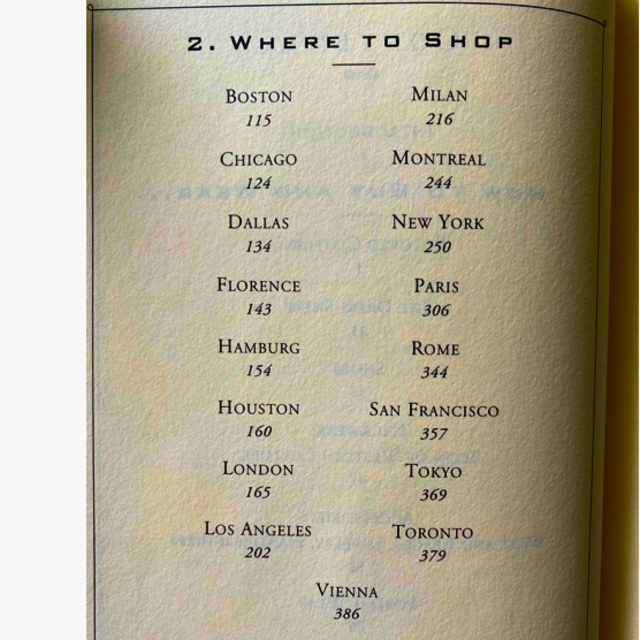 2. WHERE TO SHOP
BOSTON
115
CHICAGO
124
DALLAS
134
FLORENCE
143
HAMBURG
154
HOUSTON
160
LONDON
165
LOS ANGELES
202
MILAN
216
MONTREAL
244
NEW YORK
250
PARIS
306
ROME
344
SAN FRANCISCO
357
TOKYO
369
TORONTO
379
VIENNA
386